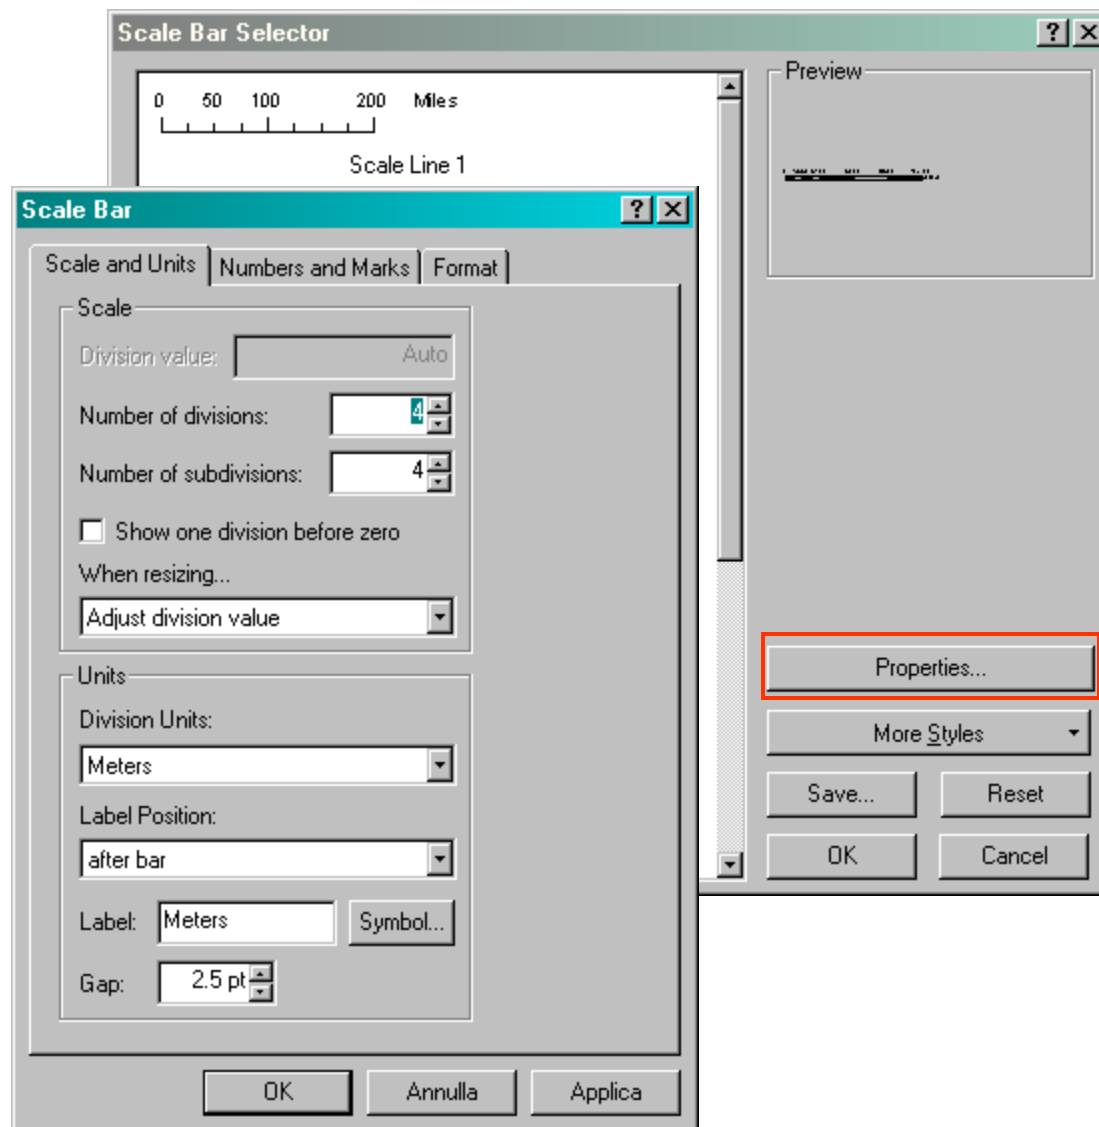 Scale Bar Selector
0 50 100 200 Miles
Scale Line 1
Preview
Properties...
More Styles
Save... Reset
OK Cancel
Scale Bar
Scale and Units Numbers and Marks Format
Scale
Division value: Auto
Number of divisions: 4
Number of subdivisions: 4
Show one division before zero
When resizing...
Adjust division value
Units
Division Units:
Meters
Label Position:
after bar
Label: Meters Symbol...
Gap: 2.5 pt
OK Annulla Applica